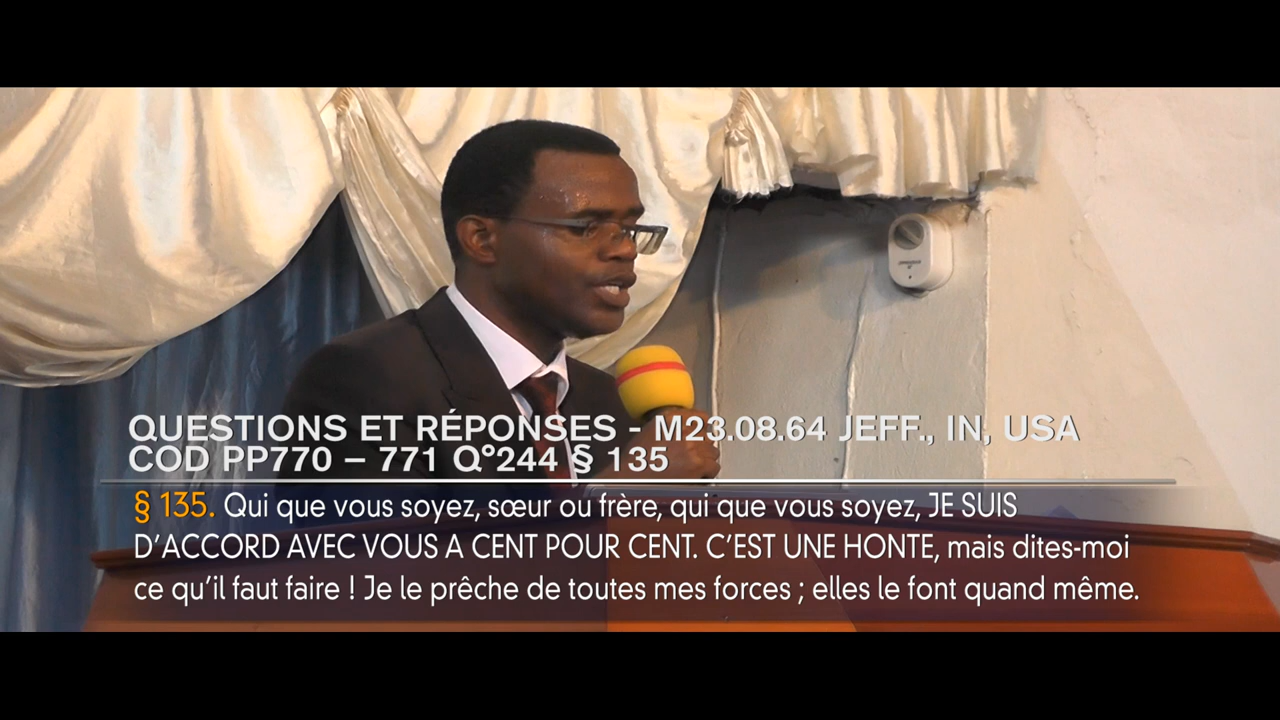 QUESTIONS ET RÉPONSES - M23.08.64 JEFF., IN, USA
COD PP770 – 771 Q°244 § 135
§ 135. Qui que vous soyez, sœur ou frère, qui que vous soyez, JE SUIS
D'ACCORD AVEC VOUS A CENT POUR CENT. C'EST UNE HONTE, mais dites-moi
ce qu'il faut faire ! Je le prêche de toutes mes forces ; elles le font quand même.